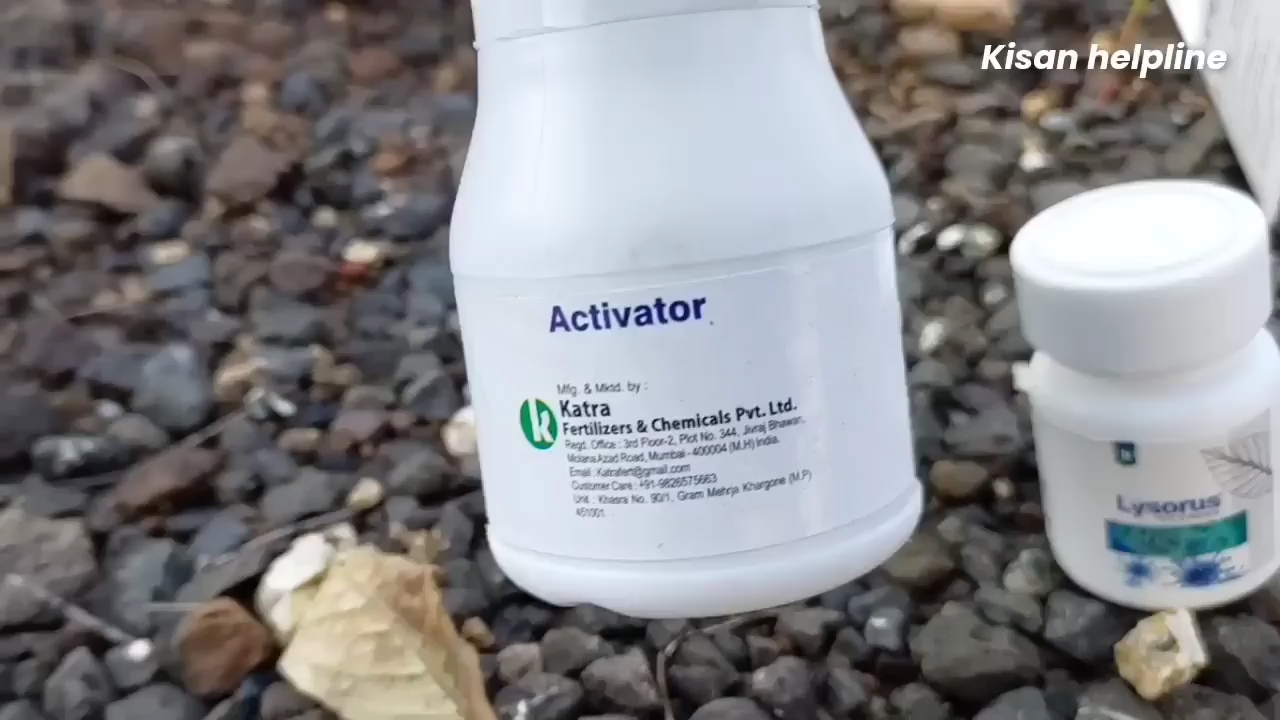 Kisan helpline
Activator
Mfg. & Mktd. by :
k Katra
Fertilizers & Chemicals Pvt. Ltd.
Regd. Office : 3rd Floor-2, Plot No. 344, Jivraj Bhawan,
Molana Azad Road, Mumbai - 400004 (M.H) India.
Email : Katrafert@gmail.com
Customer Care : +91-9826575663
Unit : Khasra No. 90/1, Gram Mehrja Khargone (M.P)
451001
Lysorus